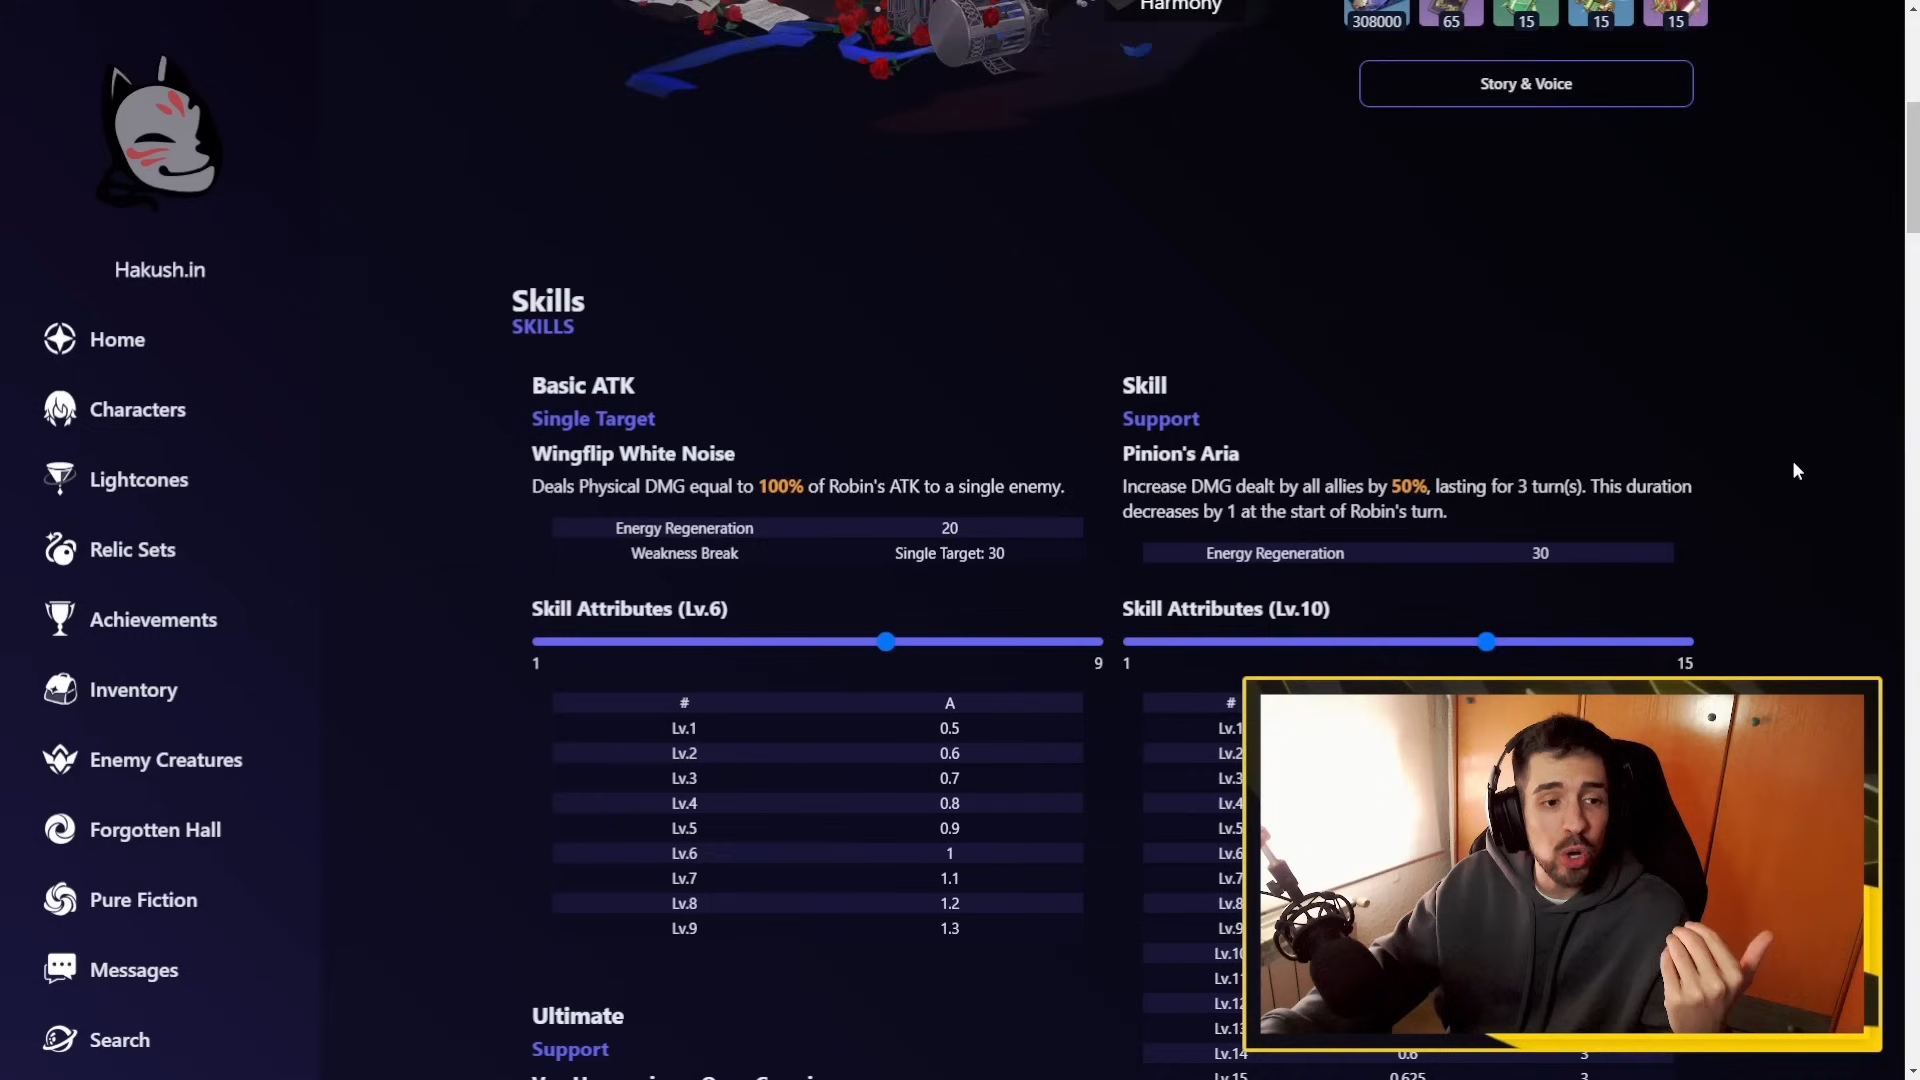 Harmony
308000
65
15
15
15
Story & Voice
Hakush.in
Home
Characters
Lightcones
Relic Sets
Achievements
Inventory
Enemy Creatures
Forgotten Hall
Pure Fiction
Messages
Search
Skills
SKILLS
Basic ATK
Single Target
Wingflip White Noise
Deals Physical DMG equal to 100% of Robin's ATK to a single enemy.
Energy Regeneration 20
Weakness Break Single Target: 30
Skill Attributes (Lv.6)
1 9
# A
Lv.1 0.5
Lv.2 0.6
Lv.3 0.7
Lv.4 0.8
Lv.5 0.9
Lv.6 1
Lv.7 1.1
Lv.8 1.2
Lv.9 1.3
Ultimate
Support
Skill
Support
Pinion's Aria
Increase DMG dealt by all allies by 50%, lasting for 3 turn(s). This duration
decreases by 1 at the start of Robin's turn.
Energy Regeneration 30
Skill Attributes (Lv.10)
1 15
#
Lv.1
Lv.2
Lv.3
Lv.4
Lv.5
Lv.6
Lv.7
Lv.8
Lv.9
Lv.10
Lv.11
Lv.12
Lv.13
Lv.14 0.6 3
Lv.15 0.625 3